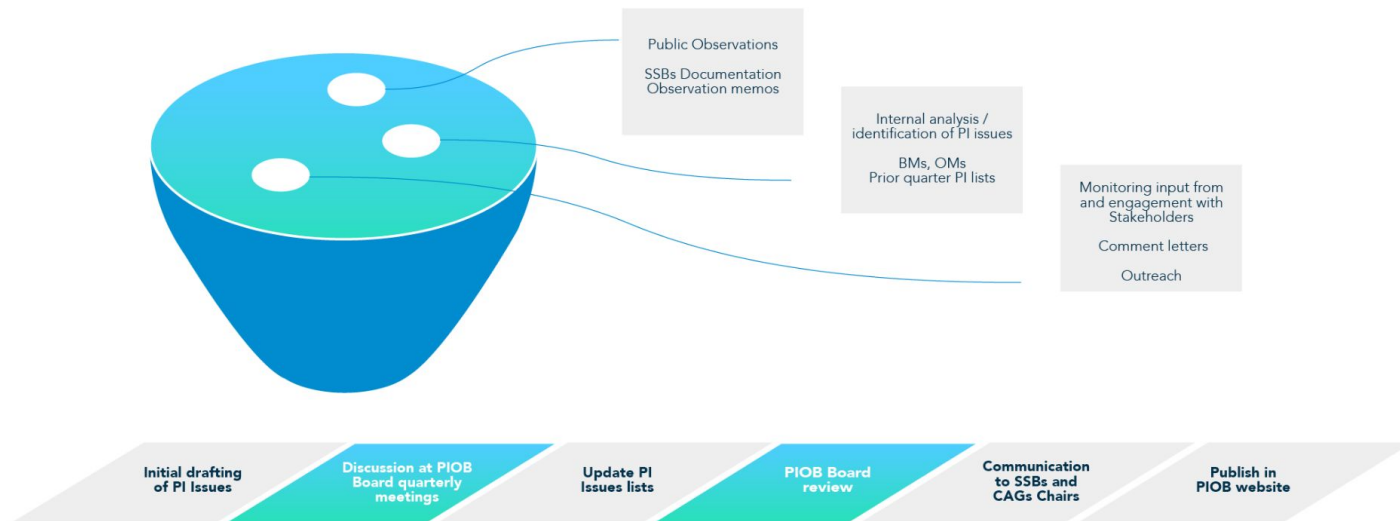 Public Observations
SSBs Documentation
Observation memos
Internal analysis /
identification of PI issues
BMs, OMs
Prior quarter PI lists
Monitoring input from
and engagement with
Stakeholders
Comment letters
Outreach
Initial drafting
of PI Issues
Discussion at PIOB
Board quarterly
meetings
Update PI
Issues lists
PIOB Board
review
Communication
to SSBs and
CAGs Chairs
Publish in
PIOB website